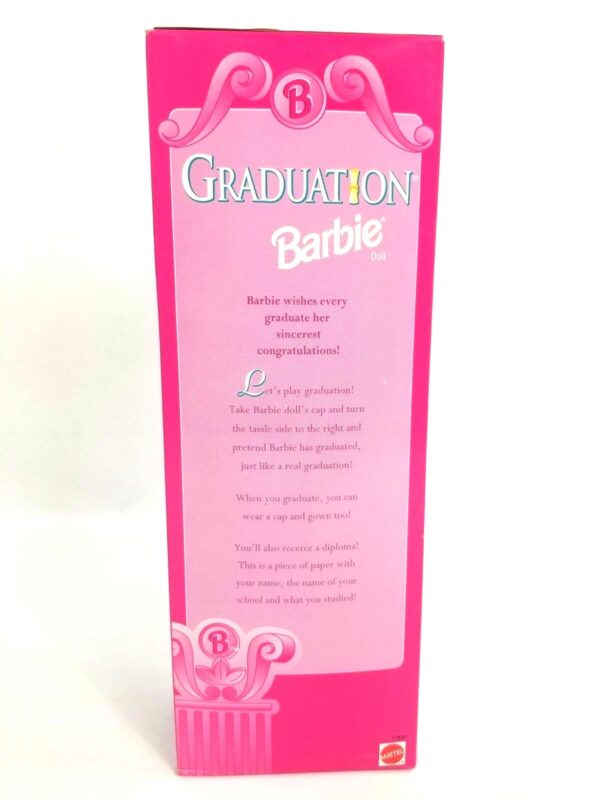 B
GRADUATION®
Barbie®
Doll
Barbie wishes every
graduate her
sincerest
congratulations!
Let's play graduation!
Take Barbie doll's cap and turn
the tassle side to the right and
pretend Barbie has graduated,
just like a real graduation!
When you graduate, you can
wear a cap and gown too!
You'll also receive a diploma!
This is a piece of paper with
your name, the name of your
school and what you studied!
B
MATTEL